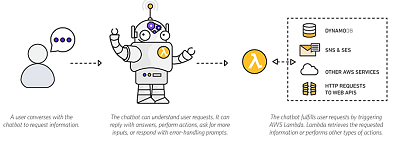 DYNAMODB
SNS & SES
OTHER AWS SERVICES
HTTP REQUESTS
TO WEB APIS
A user converses with the
chatbot to request information.
The chatbot can understand user requests. It can
reply with answers, perform actions, ask for more
inputs, or respond with error-handling prompts.
The chatbot fulfills user requests by triggering
AWS Lambda. Lambda retrieves the requested
information or performs other types of actions.